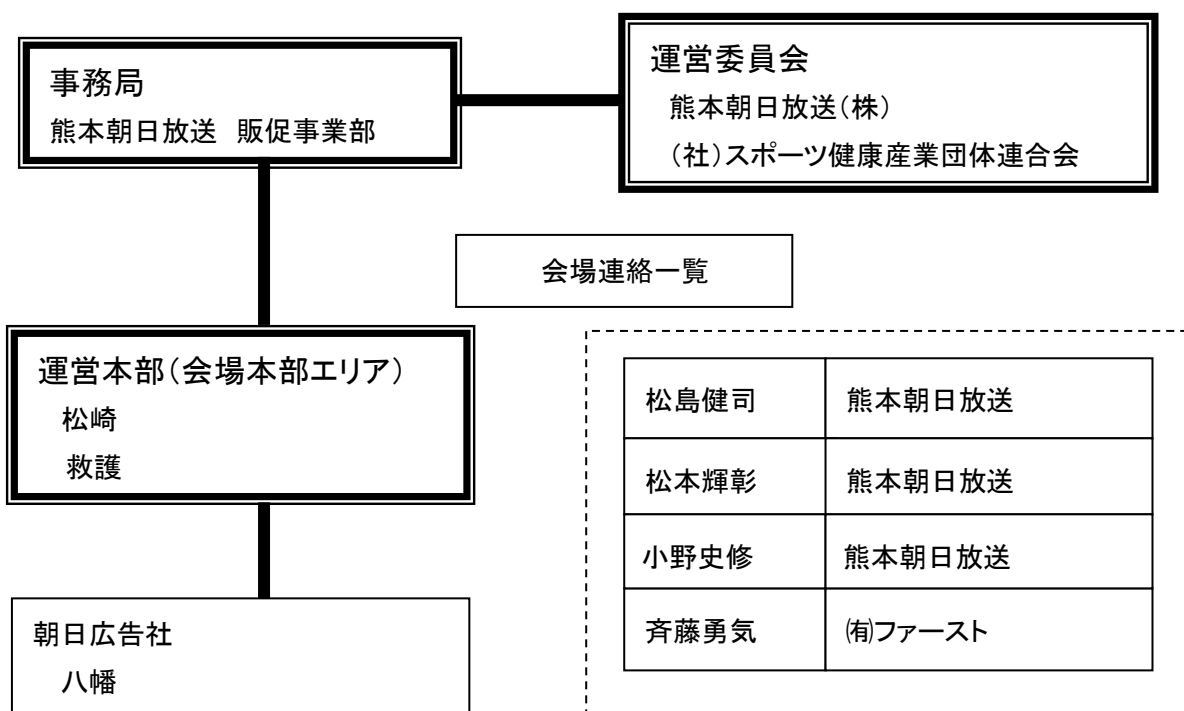 事務局
熊本朝日放送 販促事業部
運営委員会
熊本朝日放送(株)
(社)スポーツ健康産業団体連合会
会場連絡一覧
運営本部(会場本部エリア)
松崎
救護
朝日広告社
八幡
松島健司 熊本朝日放送
松本輝彰 熊本朝日放送
小野史修 熊本朝日放送
斉藤勇気 ㈲ファースト